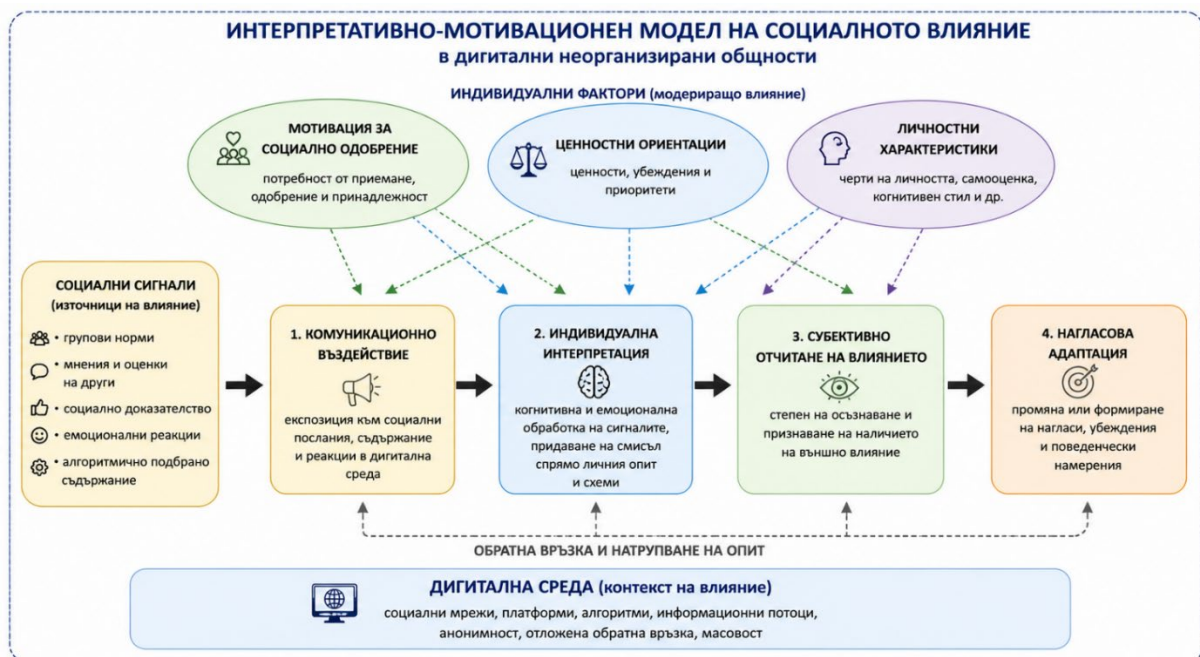 ИНТЕРПРЕТАТИВНО-МОТИВАЦИОНЕН МОДЕЛ НА СОЦИАЛНОТО ВЛИЯНИЕ
в дигитални неорганизирани общности
ИНДИВИДУАЛНИ ФАКТОРИ (модериращо влияние)
МОТИВАЦИЯ ЗА
СОЦИАЛНО ОДОБРЕНИЕ
потребност от приемане,
одобрение и принадлежност
ЦЕННОСТНИ ОРИЕНТАЦИИ
ценности, убеждения и
приоритети
ЛИЧНОСТНИ
ХАРАКТЕРИСТИКИ
черти на личността, самооценка,
когнитивен стил и др.
СОЦИАЛНИ СИГНАЛИ
(източници на влияние)
• групови норми
• мнения и оценки
на други
• социално доказателство
• емоционални реакции
• алгоритмично подбрано
съдържание
1. КОМУНИКАЦИОННО
ВЪЗДЕЙСТВИЕ
експозиция към социални
послания, съдържание
и реакции в дигитална
среда
2. ИНДИВИДУАЛНА
ИНТЕРПРЕТАЦИЯ
когнитивна и емоционална
обработка на сигналите,
придаване на смисъл
спрямо личния опит
и схеми
3. СУБЕКТИВНО
ОТЧИТАНЕ НА ВЛИЯНИЕТО
степен на осъзнаване и
признаване на наличието
на външно влияние
4. НАГЛАСОВА
АДАПТАЦИЯ
промяна или формиране
на нагласи, убеждения
и поведенчески
намерения
ОБРАТНА ВРЪЗКА И НАТРУПВАНЕ НА ОПИТ
ДИГИТАЛНА СРЕДА (контекст на влияние)
социални мрежи, платформи, алгоритми, информационни потоци,
анонимност, отложена обратна връзка, масовост